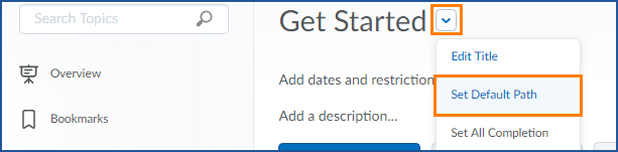 Search Topics
Overview
Bookmarks
Get Started
Add dates and restriction
Add a description...
Edit Title
Set Default Path
Set All Completion